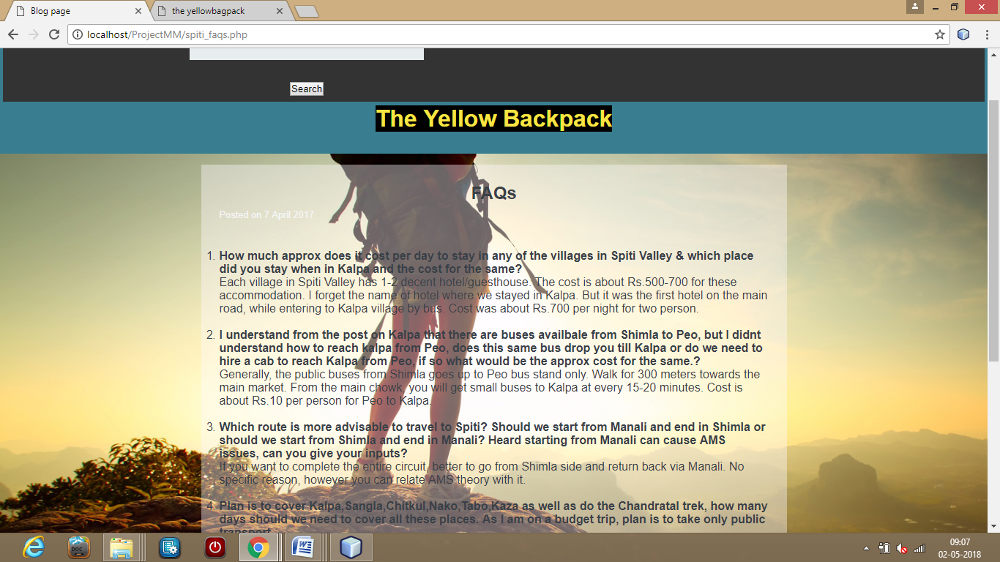 Blog page
the yellowbagpack
localhost/ProjectMM/spiti_faqs.php
Search
The Yellow Backpack
FAQs
Posted on 7 April 2017
1. How much approx does it cost per day to stay in any of the villages in Spiti Valley & which place
did you stay when in Kalpa and the cost for the same?
Each village in Spiti Valley has 1-2 decent hotel/guesthouse. The cost is about Rs.500-700 for these
accommodation. I forget the name of hotel where we stayed in Kalpa. But it was the first hotel on the main
road, while entering to Kalpa village by bus. Cost was about Rs.700 per night for two person.
2. I understand from the post on Kalpa that there are buses availbale from Shimla to Peo, but I didnt
understand how to reach kalpa from Peo, does this same bus drop you till Kalpa or do we need to
hire a cab to reach Kalpa from Peo, if so what would be the approx cost for the same.?
Generally, the public buses from Shimla goes up to Peo bus stand only. Walk for 300 meters towards the
main market. From the main chowk, you will get small buses to Kalpa at every 15-20 minutes. Cost is
about Rs.10 per person for Peo to Kalpa.
3. Which route is more advisable to travel to Spiti? Should we start from Manali and end in Shimla or
should we start from Shimla and end in Manali? Heard starting from Manali can cause AMS
issues, can you give your inputs?
If you want to complete the entire circuit, better to go from Shimla side and return back via Manali. No
specific reason, however you can relate AMS theory with it.
4. Plan is to cover Kalpa,Sangla,Chitkul,Nako,Tabo,Kaza as well as do the Chandratal trek, how many
days should we need to cover all these places. As I am on a budget trip, plan is to take only public
transport
DOC
09:07
02-05-2018